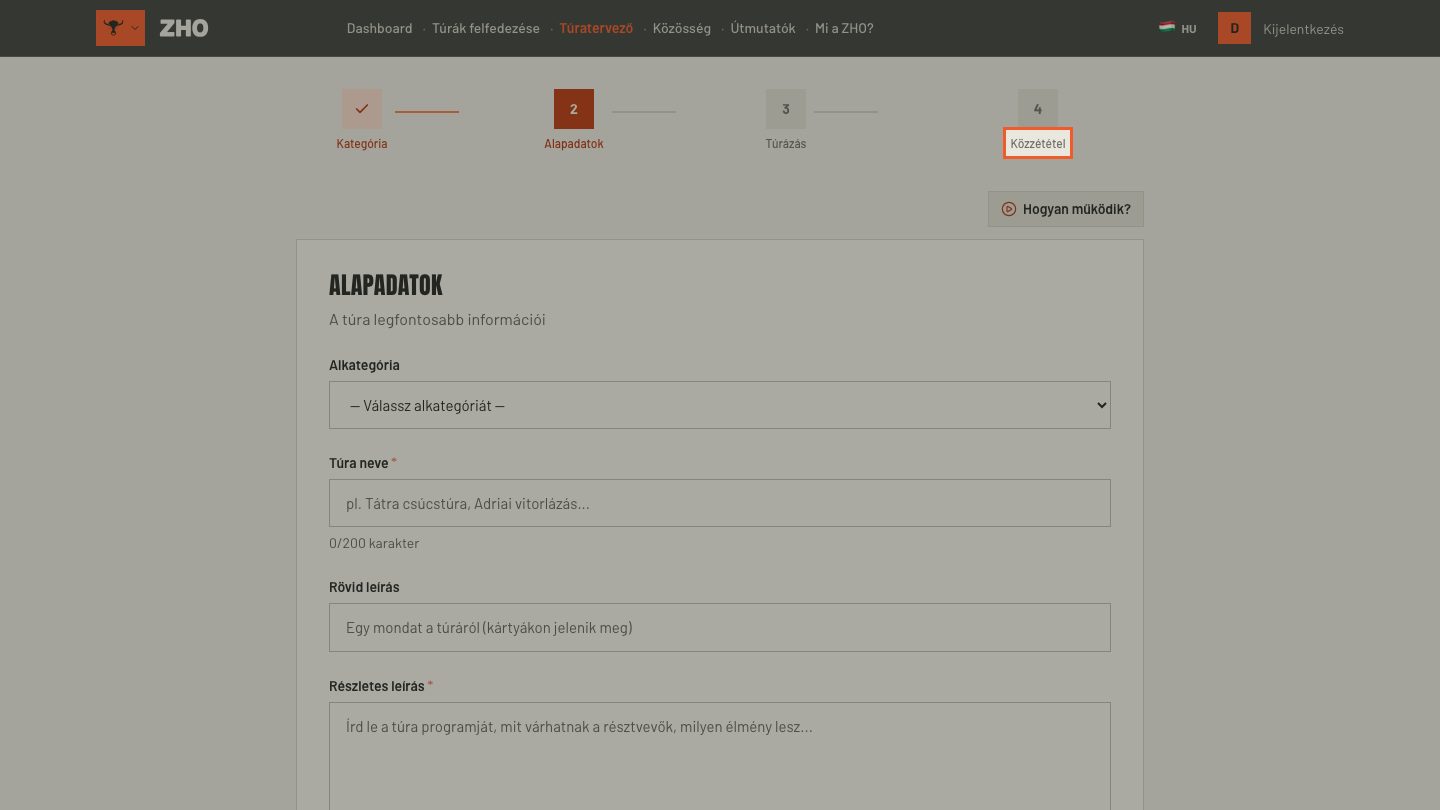 ZHO
Dashboard · Túrák felfedezése · Túratervező · Közösség · Útmutatók · Mi a ZHO?
HU
D
Kijelentkezés
2
3
4
Kategória
Alapadatok
Túrázás
Közzététel
Hogyan működik?
ALAPADATOK
A túra legfontosabb információi
Alkategória
— Válassz alkategóriát —
Túra neve *
pl. Tátra csúcstúra, Adriai vitorlázás...
0/200 karakter
Rövid leírás
Egy mondat a túráról (kártyákon jelenik meg)
Részletes leírás *
Írd le a túra programját, mit várhatnak a résztvevők, milyen élmény lesz...